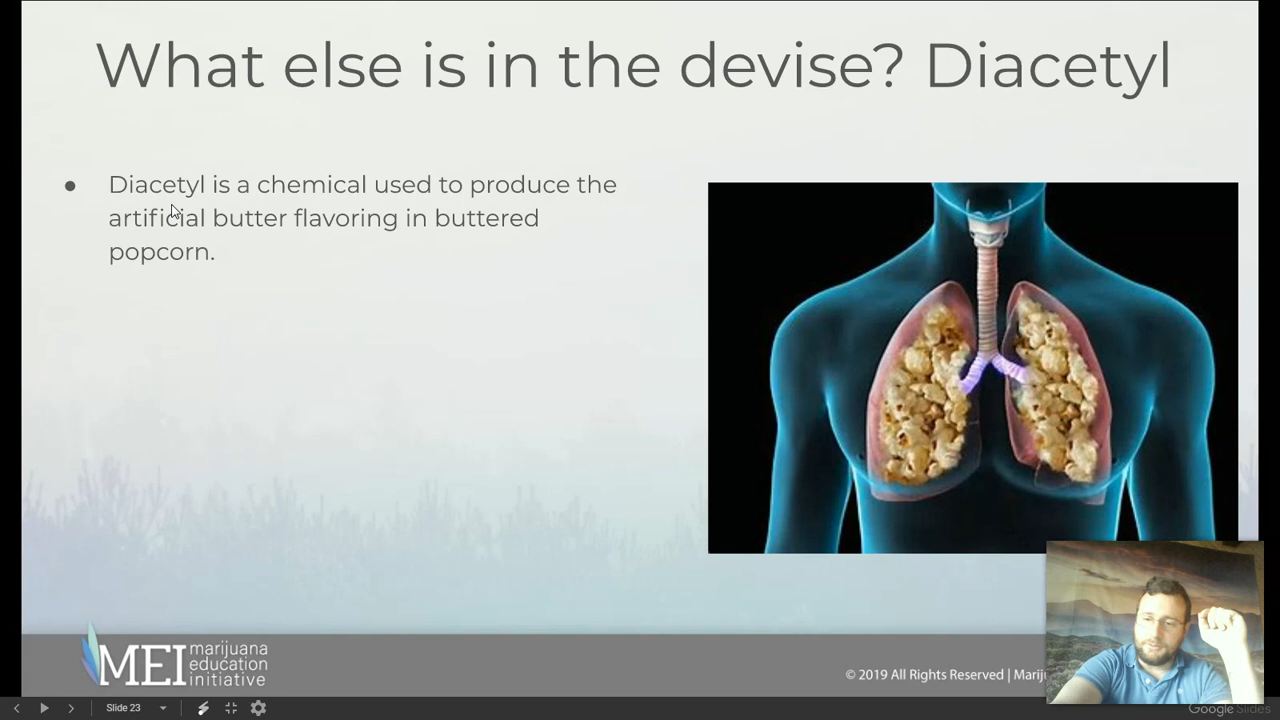 What else is in the devise? Diacetyl
● Diacetyl is a chemical used to produce the
artificial butter flavoring in buttered
popcorn.
MEI marijuana
education
initiative
© 2019 All Rights Reserved |
Slide 23
Google Slides